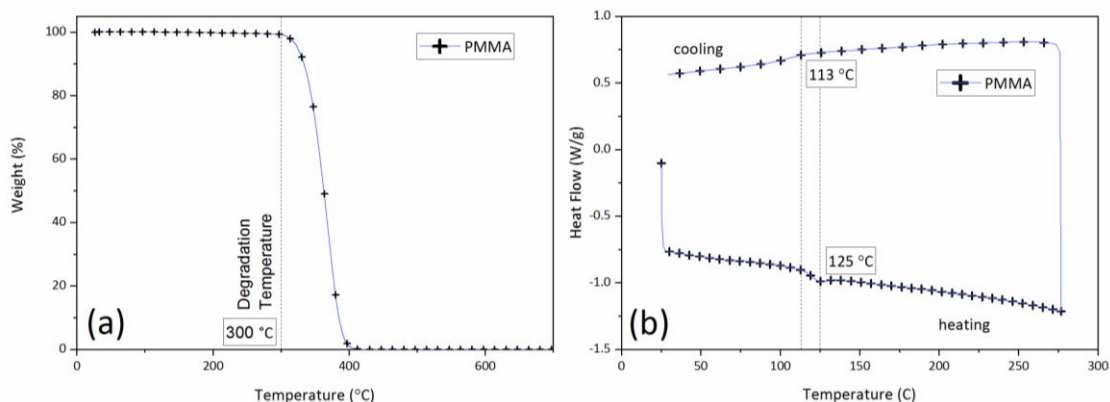 100
80
60
40
20
0
Weight (%)
PMMA
Degradation
Temperature
300 °C
(a)
0
200
400
600
Temperature (°C)
1.0
0.5
0.0
-0.5
-1.0
-1.5
Heat Flow (W/g)
cooling
113 °C
PMMA
125 °C
heating
(b)
0
50
100
150
200
250
300
Temperature (C)